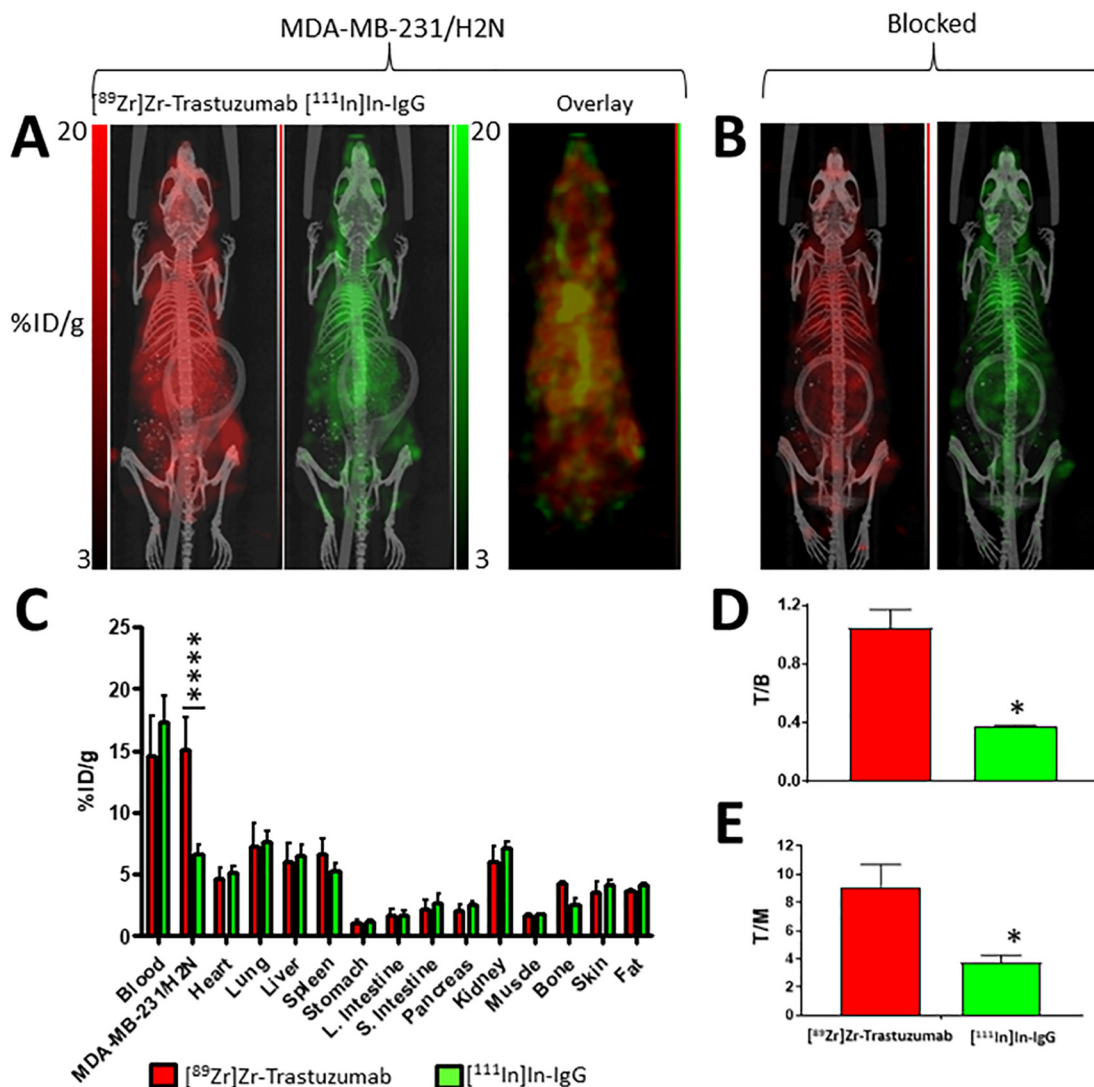 MDA-MB-231/H2N
Blocked
[⁸⁹Zr]Zr-Trastuzumab [¹¹¹In]In-IgG
Overlay
A
20
20
B
%ID/g
3
3
C
25
20
15
10
5
0
%ID/g
****
Blood
MDA-MB-231/H2N
Heart
Lung
Liver
Spleen
Stomach
L. Intestine
S. Intestine
Pancreas
Kidney
Muscle
Bone
Skin
Fat
[⁸⁹Zr]Zr-Trastuzumab
[¹¹¹In]In-IgG
D
1.2
0.8
0.4
0.0
T/B
*
E
12
10
8
6
4
2
0
T/M
*
[⁸⁹Zr]Zr-Trastuzumab
[¹¹¹In]In-IgG